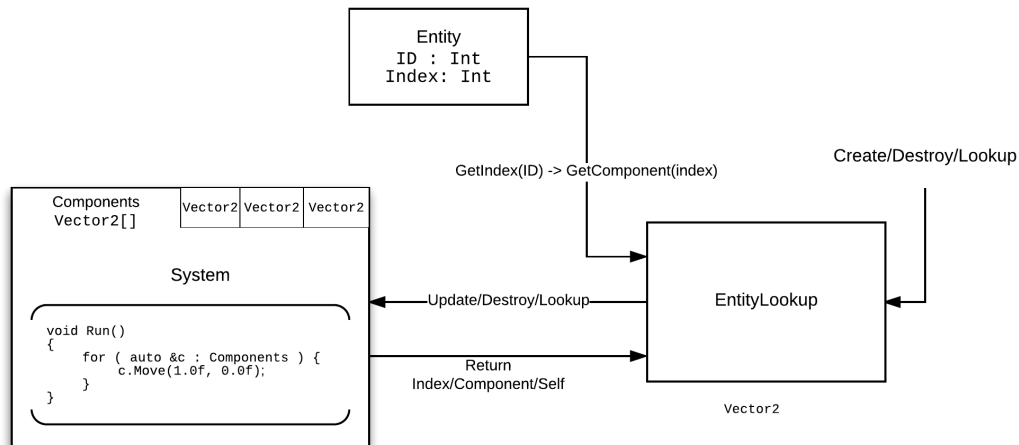 Entity
ID : Int
Index: Int
GetIndex(ID) -> GetComponent(index)
Create/Destroy/Lookup
Components
Vector2[]
Vector2
Vector2
Vector2
System
void Run()
{
for ( auto &c : Components ) {
c.Move(1.0f, 0.0f);
}
}
Update/Destroy/Lookup
Return
Index/Component/Self
EntityLookup
Vector2